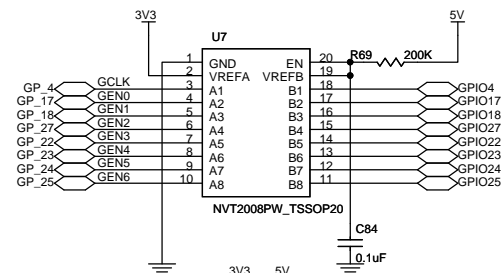 3V3 5V
U7
R69 200K
1 GND EN 20
2 VREFA VREFB 19
GP_4 GCLK 3 A1 B1 18 GPIO4
GP_17 GEN0 4 A2 B2 17 GPIO17
GP_18 GEN1 5 A3 B3 16 GPIO18
GP_27 GEN2 6 A4 B4 15 GPIO27
GP_22 GEN3 7 A5 B5 14 GPIO22
GP_23 GEN4 8 A6 B6 13 GPIO23
GP_24 GEN5 9 A7 B7 12 GPIO24
GP_25 GEN6 10 A8 B8 11 GPIO25
NVT2008PW_TSSOP20
C84
0.1uF
3V3 5V